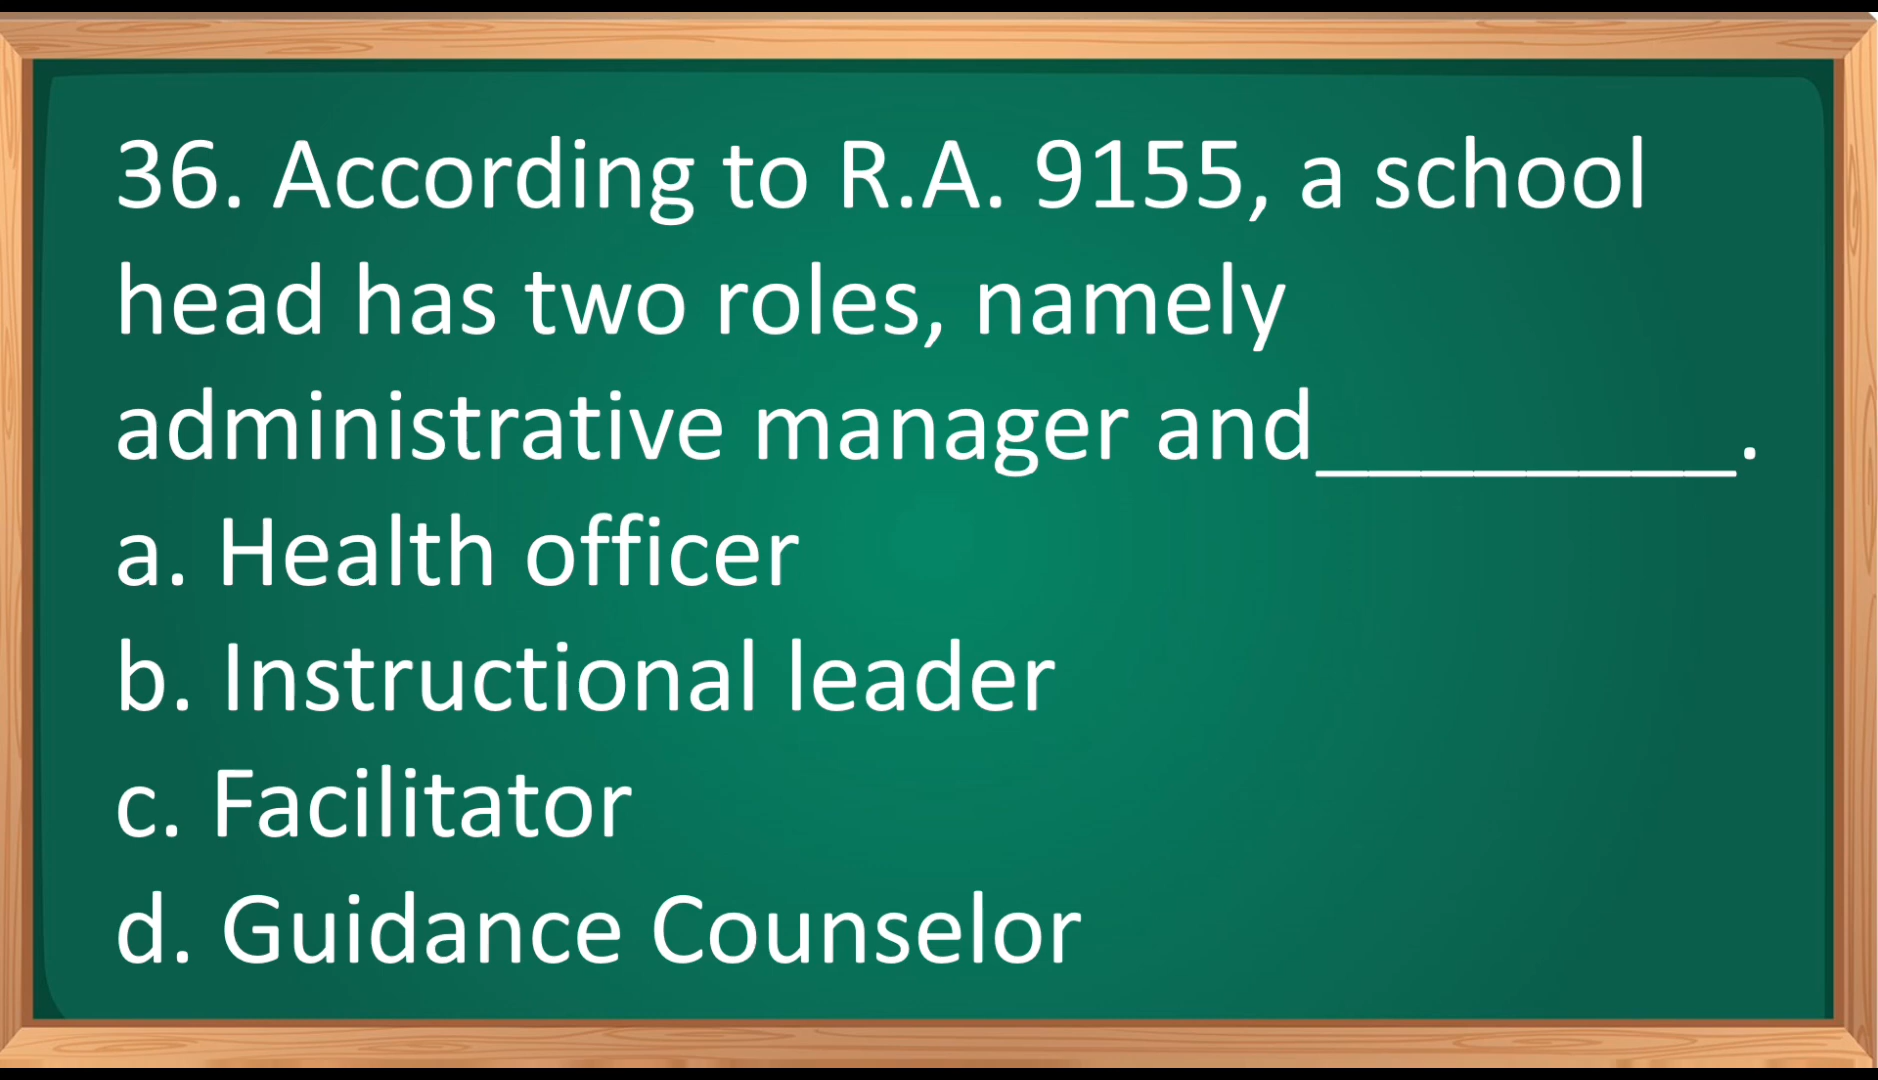 36. According to R.A. 9155, a school
head has two roles, namely
administrative manager and________.
a. Health officer
b. Instructional leader
c. Facilitator
d. Guidance Counselor